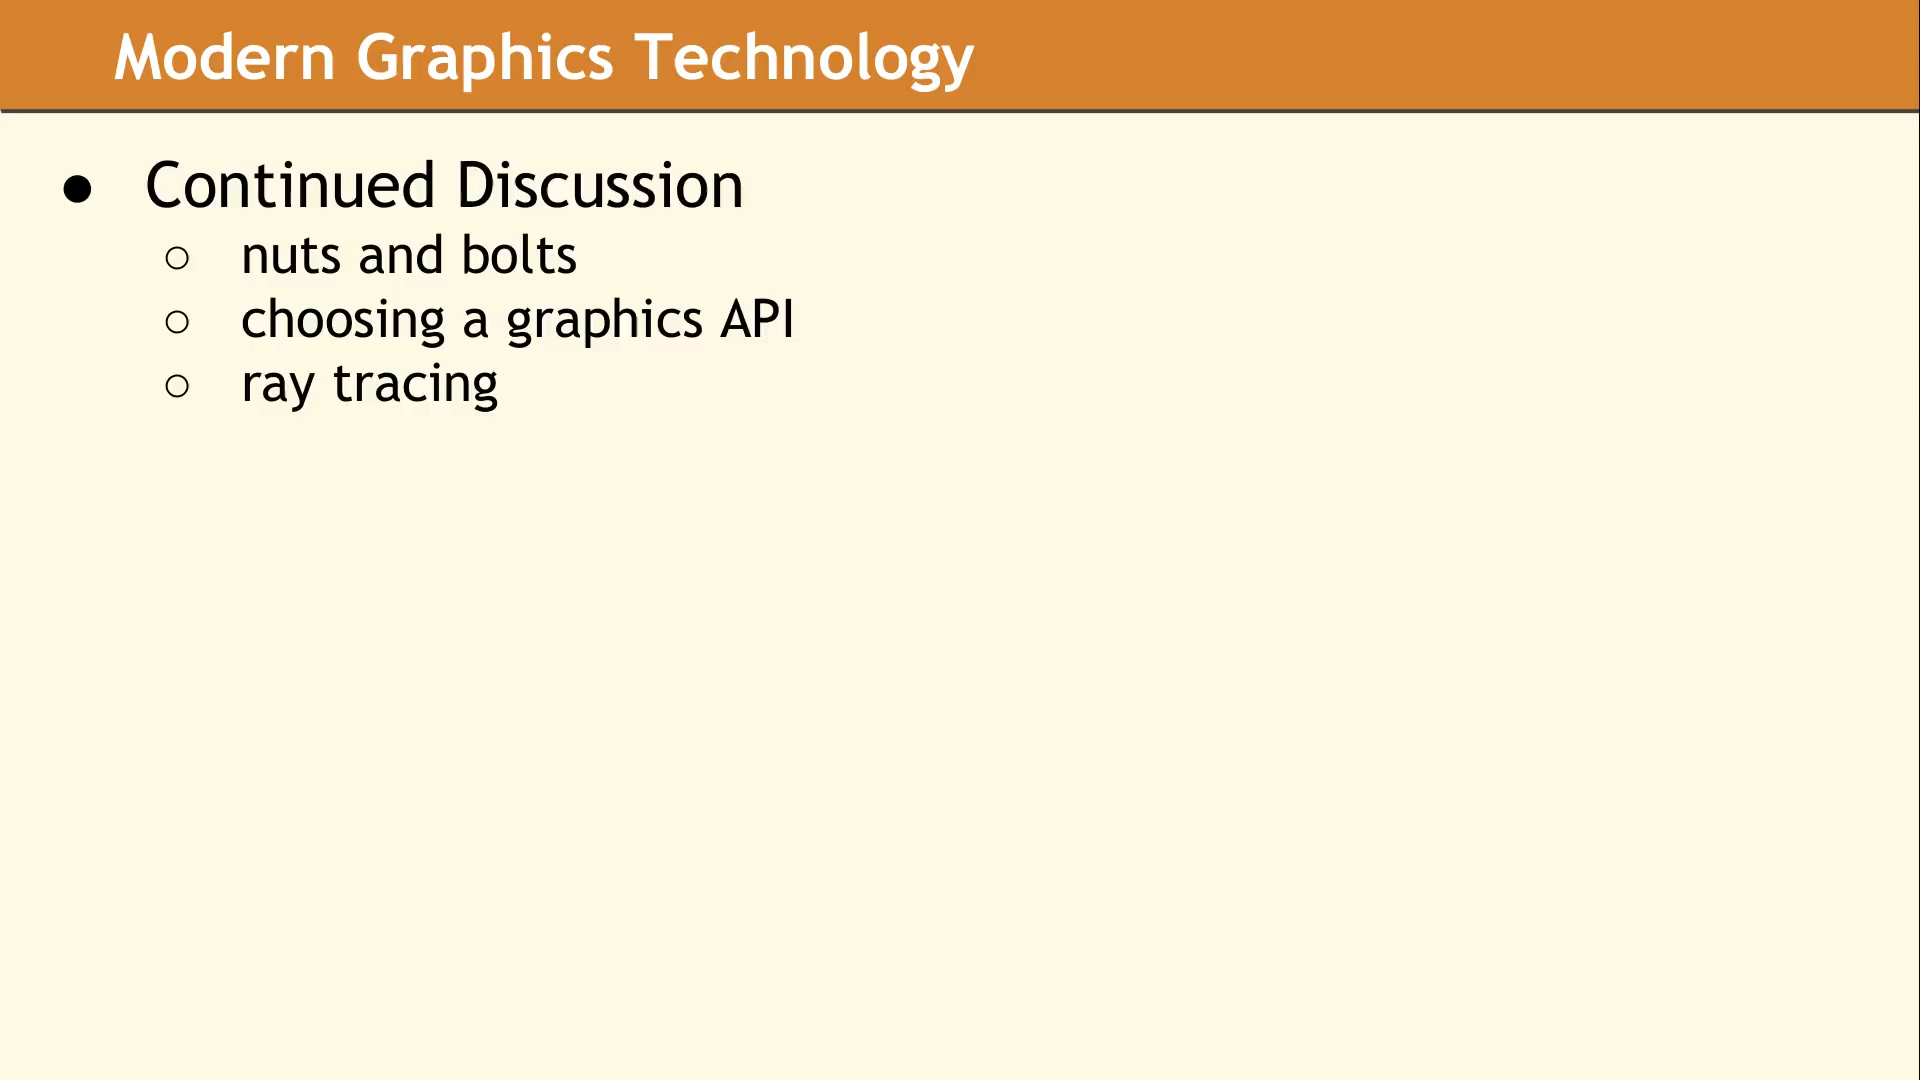 Modern Graphics Technology
● Continued Discussion
○ nuts and bolts
○ choosing a graphics API
○ ray tracing